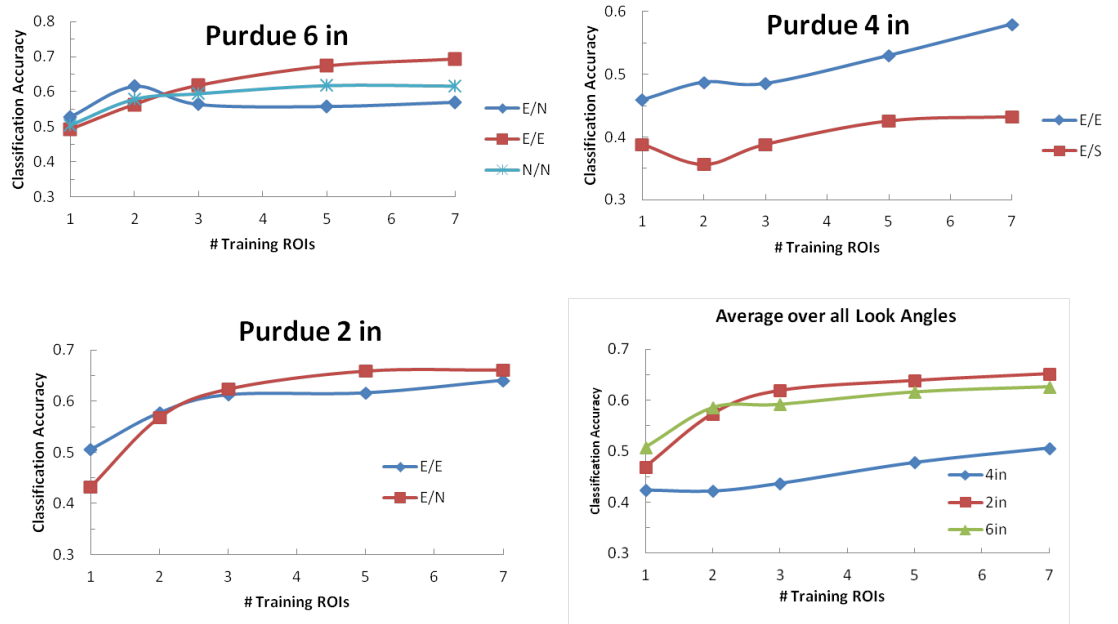 Purdue 6 in
Classification Accuracy
0.8
0.7
0.6
0.5
0.4
0.3
1 2 3 4 5 6 7
# Training ROIs
E/N
E/E
N/N
Purdue 4 in
Classification Accuracy
0.6
0.5
0.4
0.3
1 2 3 4 5 6 7
# Training ROIs
E/E
E/S
Purdue 2 in
Classification Accuracy
0.7
0.6
0.5
0.4
0.3
1 2 3 4 5 6 7
# Training ROIs
E/E
E/N
Average over all Look Angles
Classification Accuracy
0.7
0.6
0.5
0.4
0.3
1 2 3 4 5 6 7
# Training ROIs
4in
2in
6in